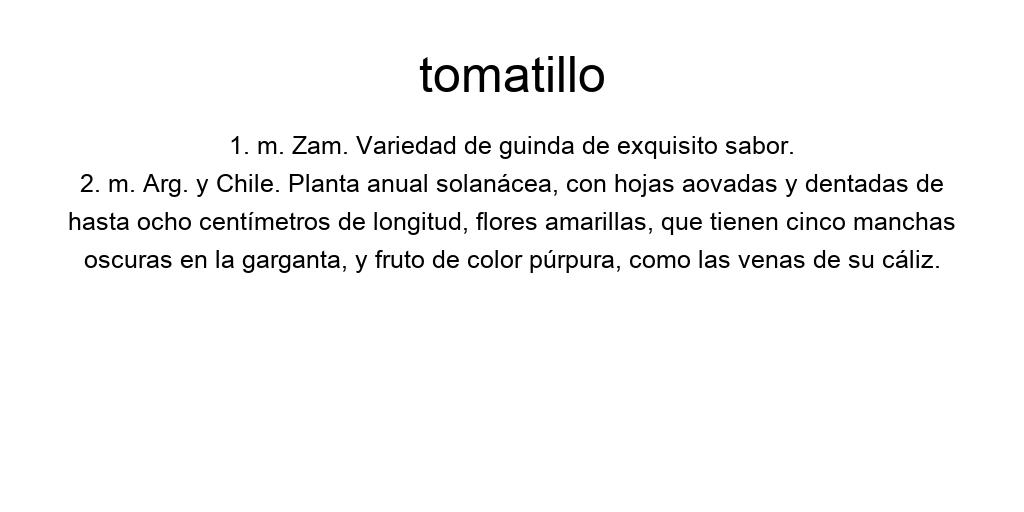 tomatillo
1. m. Zam. Variedad de guinda de exquisito sabor.
2. m. Arg. y Chile. Planta anual solanácea, con hojas aovadas y dentadas de
hasta ocho centímetros de longitud, flores amarillas, que tienen cinco manchas
oscuras en la garganta, y fruto de color púrpura, como las venas de su cáliz.